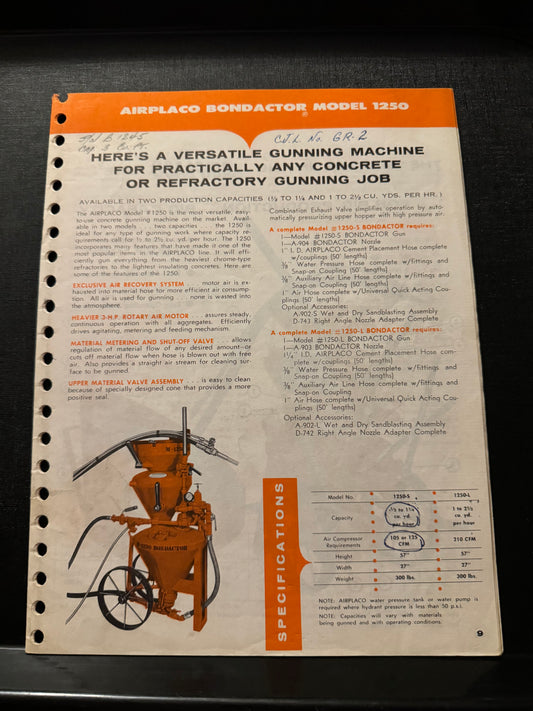 AIRPLACO BONDACTOR MODEL 1250
®
C.J.L. No. GR-2
HERE'S A VERSATILE GUNNING MACHINE
FOR PRACTICALLY ANY CONCRETE
OR REFRACTORY GUNNING JOB
AVAILABLE IN TWO PRODUCTION CAPACITIES (½ TO 1¼ AND 1 TO 2½ CU. YDS. PER HR.)
The AIRPLACO Model #1250 is the most versatile, easy-
to-use concrete gunning machine on the market. Avail-
able in two models . . . two capacities . . . the 1250 is
ideal for any type of gunning work where capacity re-
quirements call for ½ to 2½ cu. yd. per hour. The 1250
incorporates many features that have made it one of the
most popular items in the AIRPLACO line. It will effi-
ciently gun everything from the heaviest chrome-type
refractories to the lightest insulating concretes. Here are
some of the features of the 1250.
EXCLUSIVE AIR RECOVERY SYSTEM . . . motor air is ex-
hausted into material hose for more efficient air consump-
tion. All air is used for gunning . . . none is wasted into
the atmosphere.
HEAVIER 3-H.P. ROTARY AIR MOTOR . . . assures steady,
continuous operation with all aggregates. Efficiently
drives agitating, metering and feeding mechanism.
MATERIAL METERING AND SHUT-OFF VALVE . . . allows
regulation of material flow of any desired amount—or
cuts off material flow when hose is blown out with free
air. Also provides a straight air stream for cleaning sur-
face to be gunned.
UPPER MATERIAL VALVE ASSEMBLY . . . is easy to clean
because of specially designed cone that provides a more
positive seal.
Combination Exhaust Valve simplifies operation by auto-
matically pressurizing upper hopper with high pressure air.
A complete Model #1250-S BONDACTOR requires:
1—Model #1250-S BONDACTOR Gun
1—A-904 BONDACTOR Nozzle
1" I.D. AIRPLACO Cement Placement Hose complete
w/couplings (50' lengths)
⅜" Water Pressure Hose complete w/fittings and
Snap-on Coupling (50' lengths)
⅜" Auxiliary Air Line Hose complete w/fittings and
Snap-on Coupling
1" Air Hose complete w/Universal Quick Acting Cou-
plings (50' lengths)
Optional Accessories:
A-902-S Wet and Dry Sandblasting Assembly
D-741 Right Angle Nozzle Adapter Complete
A complete Model #1250-L BONDACTOR requires:
1—Model #1250-L BONDACTOR Gun
1—A-903 BONDACTOR Nozzle
1¼" I.D. AIRPLACO Cement Placement Hose com-
plete w/couplings (50' lengths)
⅜" Water Pressure Hose complete w/fittings and
Snap-on Coupling (50' lengths)
⅜" Auxiliary Air Line Hose complete w/fittings and
Snap-on Coupling
1" Air Hose complete w/Universal Quick Acting Cou-
plings (50' lengths)
Optional Accessories:
A-902-L Wet and Dry Sandblasting Assembly
D-742 Right Angle Nozzle Adapter Complete
BONDACTOR
SPECIFICATIONS
Model No. 1250-S 1250-L
Capacity ½ to 1¼ cu. yd. per hour 1 to 2½ cu. yd. per hour
Air Compressor Requirements 105 or 125 CFM 210 CFM
Height 57" 57"
Width 27" 27"
Weight 300 lbs. 300 lbs.
NOTE: AIRPLACO water pressure tank or water pump is
required where hydrant pressure is less than 50 p.s.i.
NOTE: Capacities will vary with materials
being gunned and with operating conditions.
9